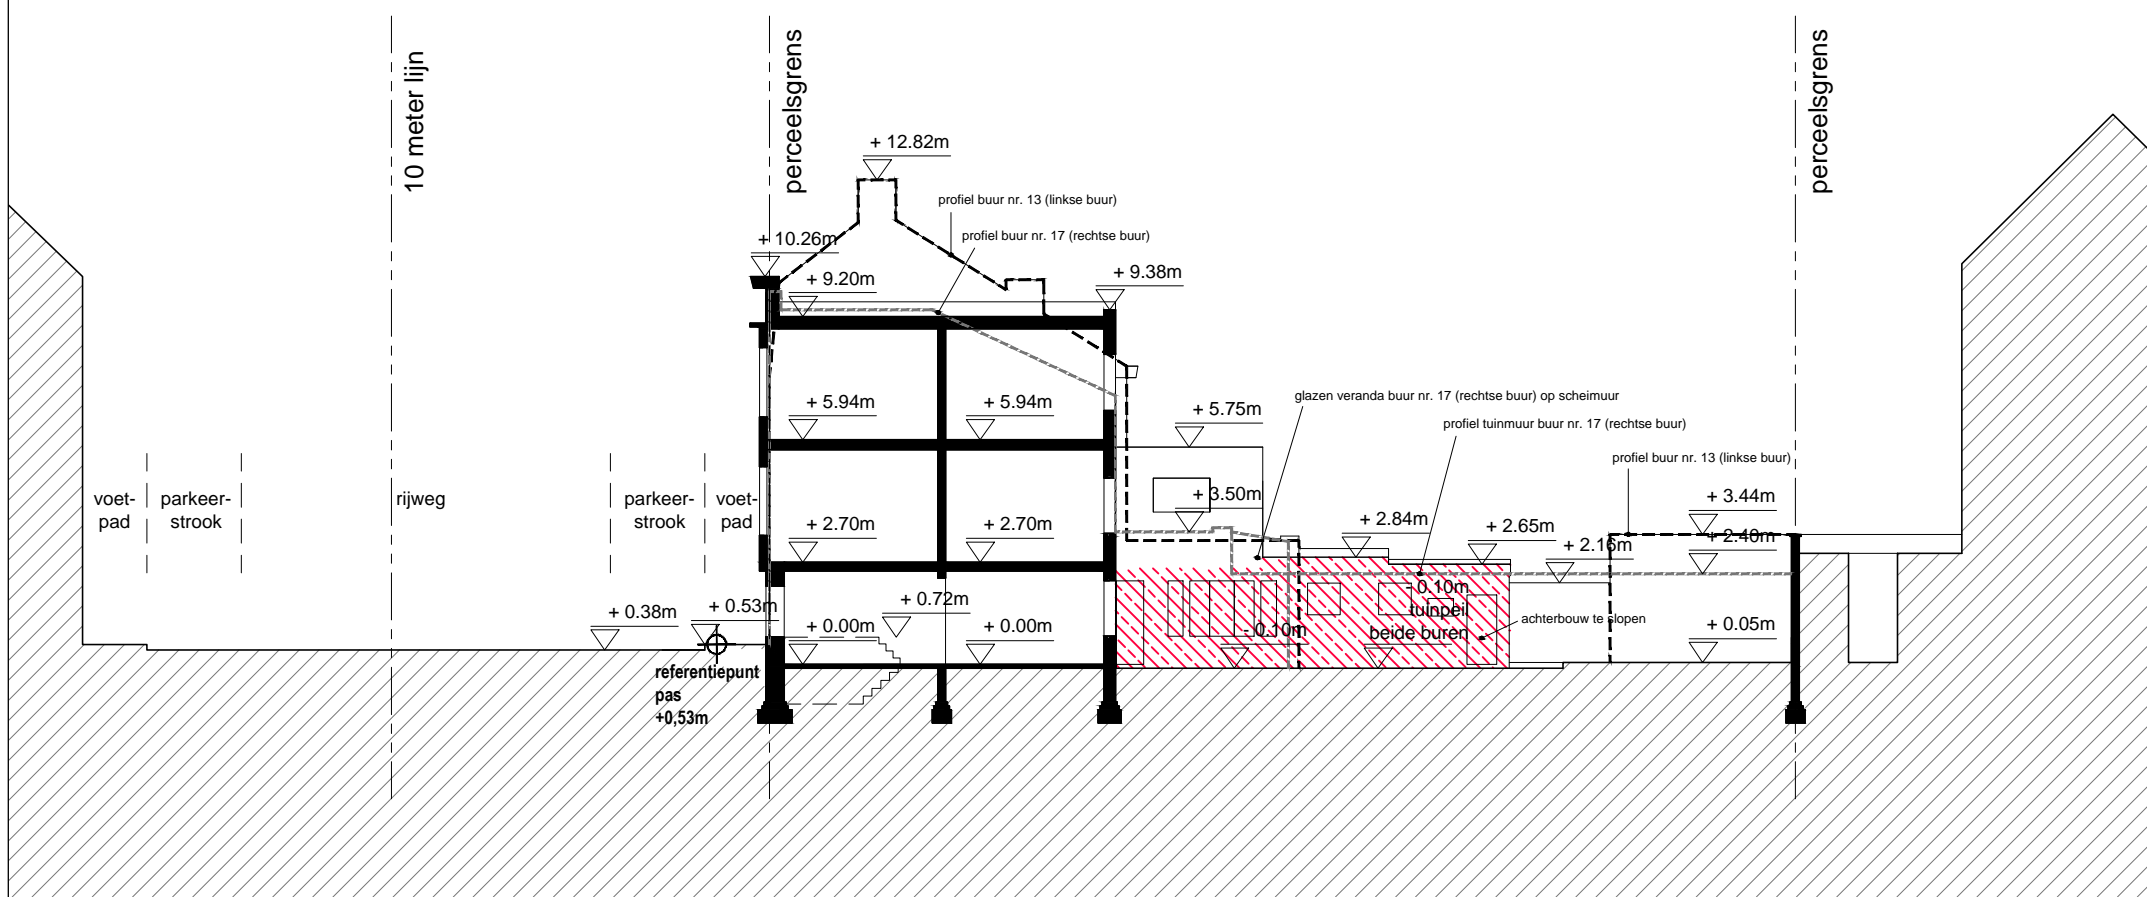 10 meter lijn
perceelsgrens
perceelsgrens
+ 12.82m
profiel buur nr. 13 (linkse buur)
profiel buur nr. 17 (rechtse buur)
+ 10.26m
+ 9.20m
+ 9.38m
+ 5.94m
+ 5.94m
+ 5.75m
glazen veranda buur nr. 17 (rechtse buur) op scheimuur
profiel tuinmuur buur nr. 17 (rechtse buur)
profiel buur nr. 13 (linkse buur)
voet-
pad
parkeer-
strook
rijweg
parkeer-
strook
voet-
pad
+ 3.50m
+ 3.44m
+ 2.70m
+ 2.70m
+ 2.84m
+ 2.65m
+ 2.16m
+ 2.40m
- 0.10m
tuinpeil
beide buren
achterbouw te slopen
+ 0.38m
+ 0.53m
+ 0.72m
+ 0.00m
+ 0.00m
- 0.10m
+ 0.05m
referentiepunt
pas
+0,53m